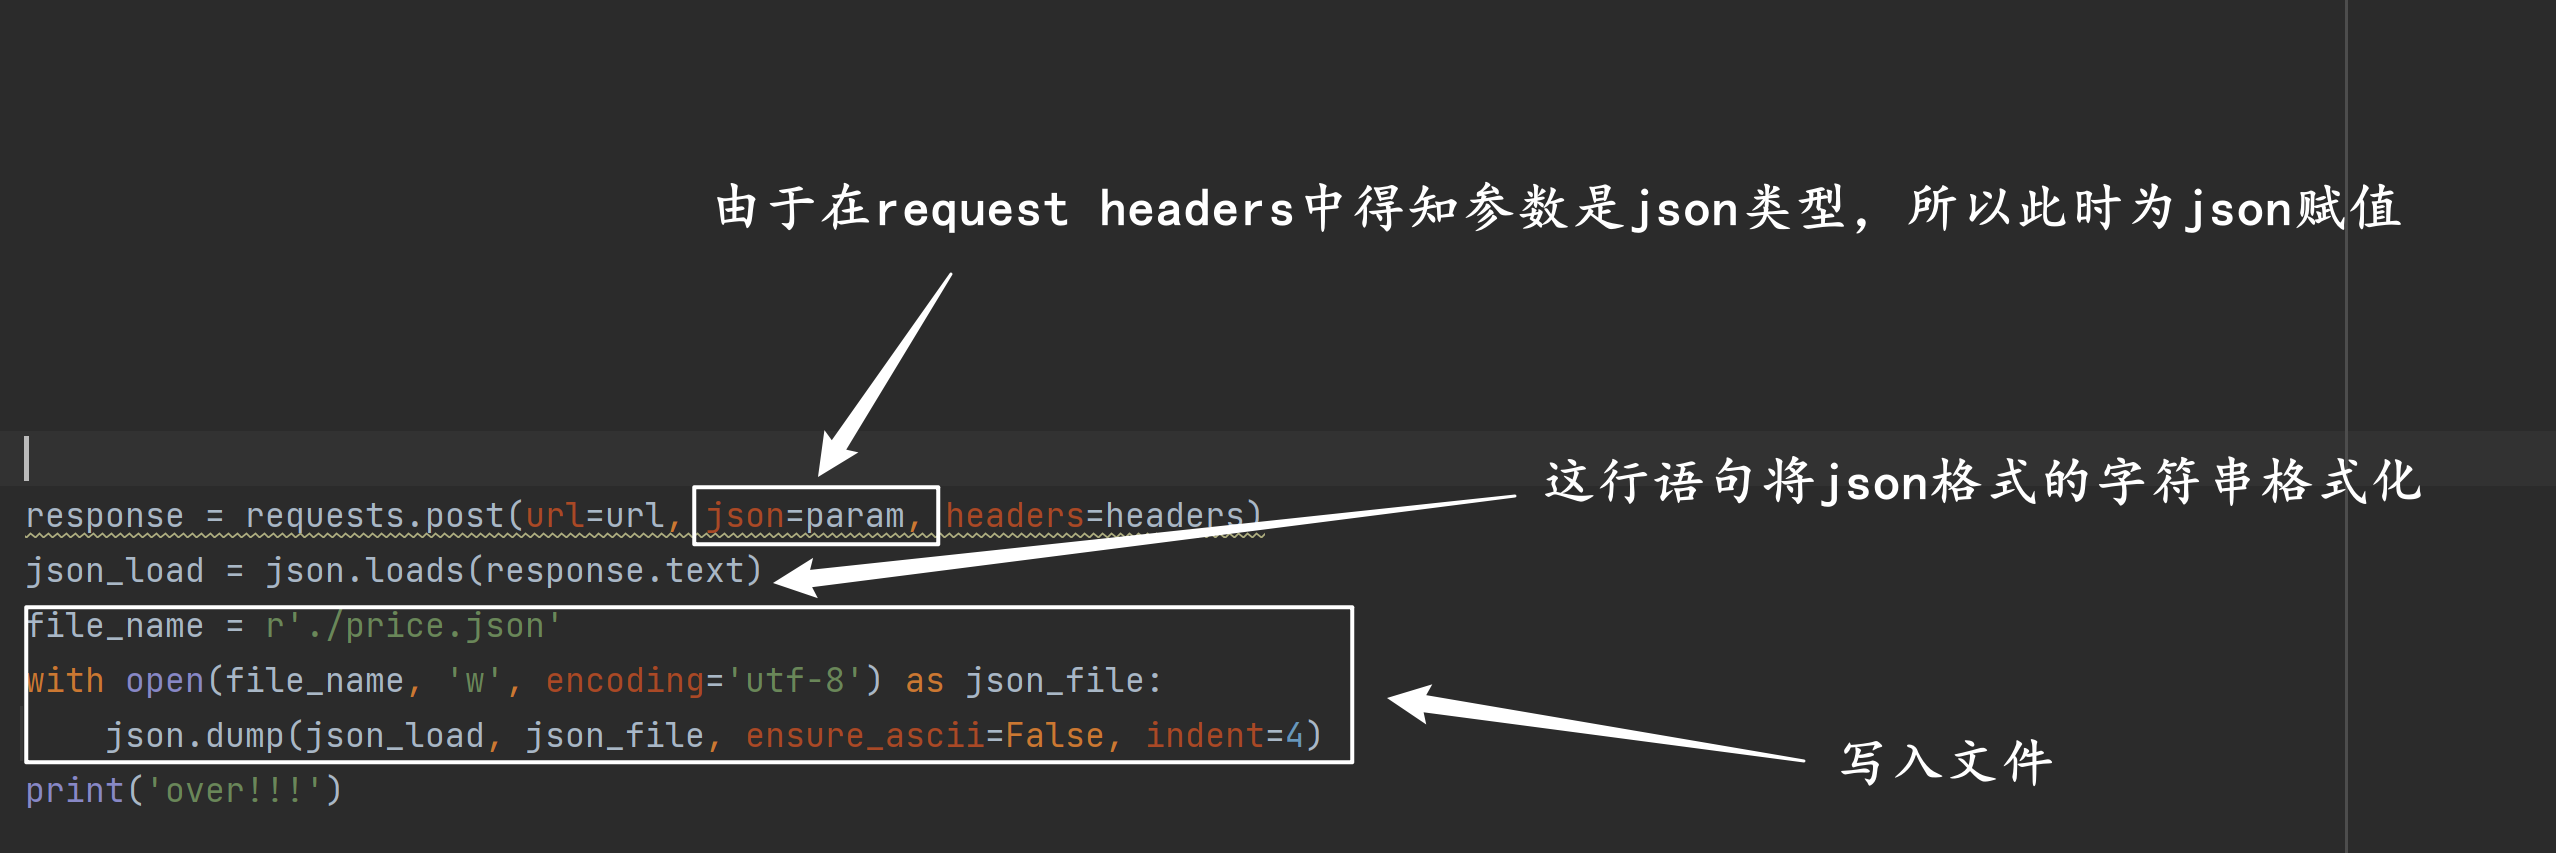 由于在request headers中得知参数是json类型，所以此时为json赋值
这行语句将json格式的字符串格式化
response = requests.post(url=url, json=param, headers=headers)
json_load = json.loads(response.text)
file_name = r'./price.json'
with open(file_name, 'w', encoding='utf-8') as json_file:
    json.dump(json_load, json_file, ensure_ascii=False, indent=4)
写入文件
print('over!!!')